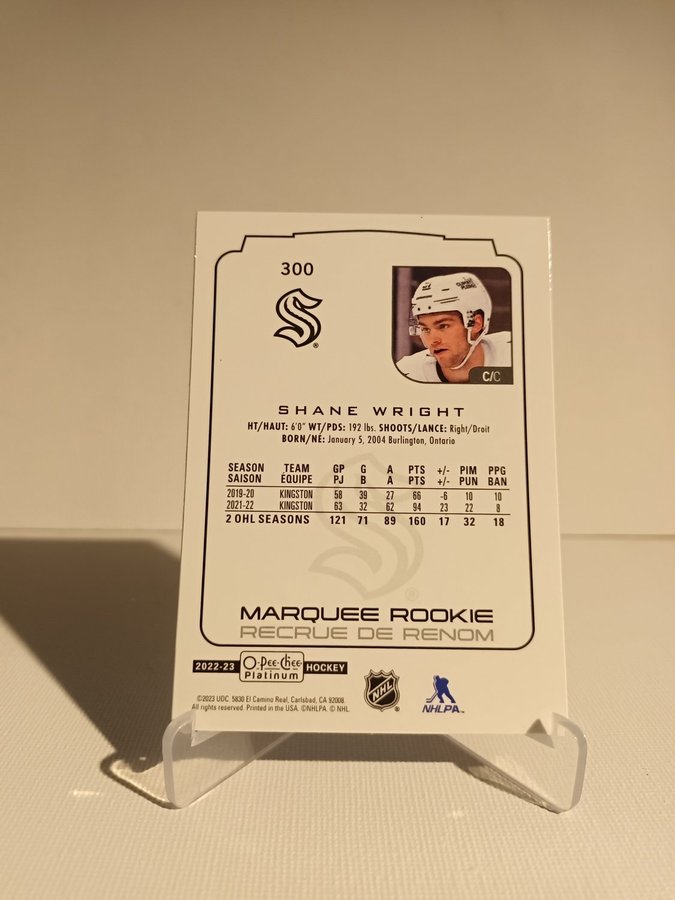 300
C/C
SHANE WRIGHT
HT/HAUT: 6'0" WT/PDS: 192 lbs. SHOOTS/LANCE: Right/Droit
BORN/NÉ: January 5, 2004 Burlington, Ontario
SEASON TEAM GP G A PTS +/- PIM PPG
SAISON ÉQUIPE PJ B A PTS +/- PUN BAN
2019-20 KINGSTON 58 39 27 66 -6 10 10
2021-22 KINGSTON 63 32 62 94 23 22 8
2 OHL SEASONS 121 71 89 160 17 32 18
MARQUEE ROOKIE
RECRUE DE RENOM
2022-23 O-Pee-Chee Platinum HOCKEY
©2023 UDC. 5830 El Camino Real, Carlsbad, CA 92008.
All rights reserved. Printed in the USA. ©NHLPA. © NHL.
NHL
NHLPA